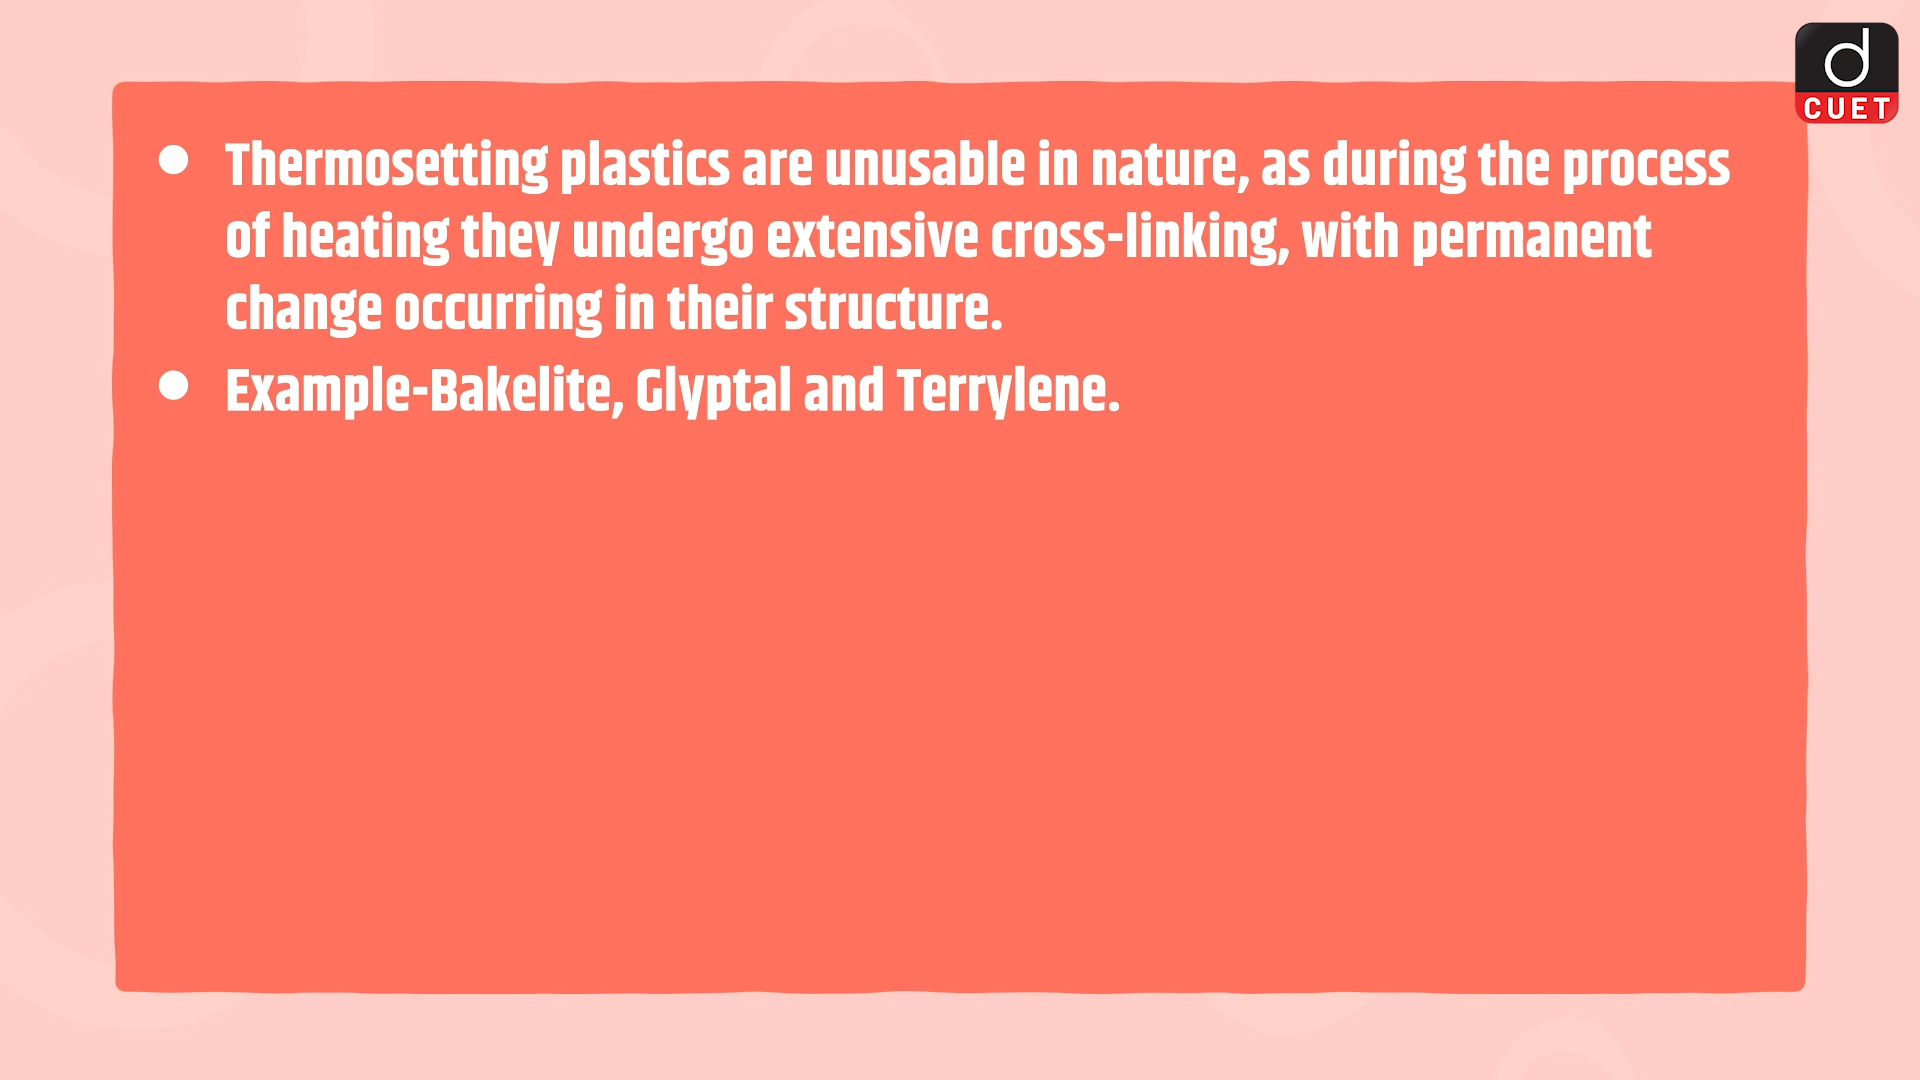 d
CUET
● Thermosetting plastics are unusable in nature, as during the process
of heating they undergo extensive cross-linking, with permanent
change occurring in their structure.
● Example-Bakelite, Glyptal and Terrylene.